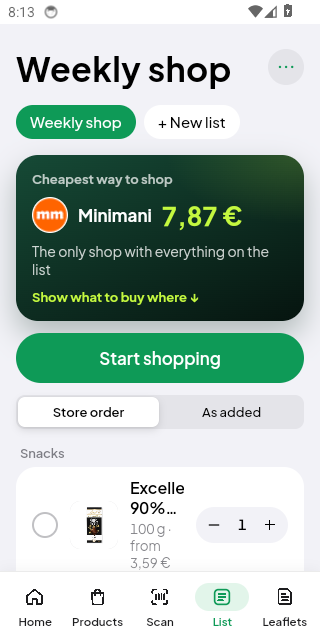 8:13
Weekly shop
Weekly shop
+ New list
Cheapest way to shop
mm
Minimani 7,87 €
The only shop with everything on the
list
Show what to buy where ↓
Start shopping
Store order
As added
Snacks
Excelle
90%…
100 g ·
from
3,59 €
− 1 +
Home
Products
Scan
List
Leaflets